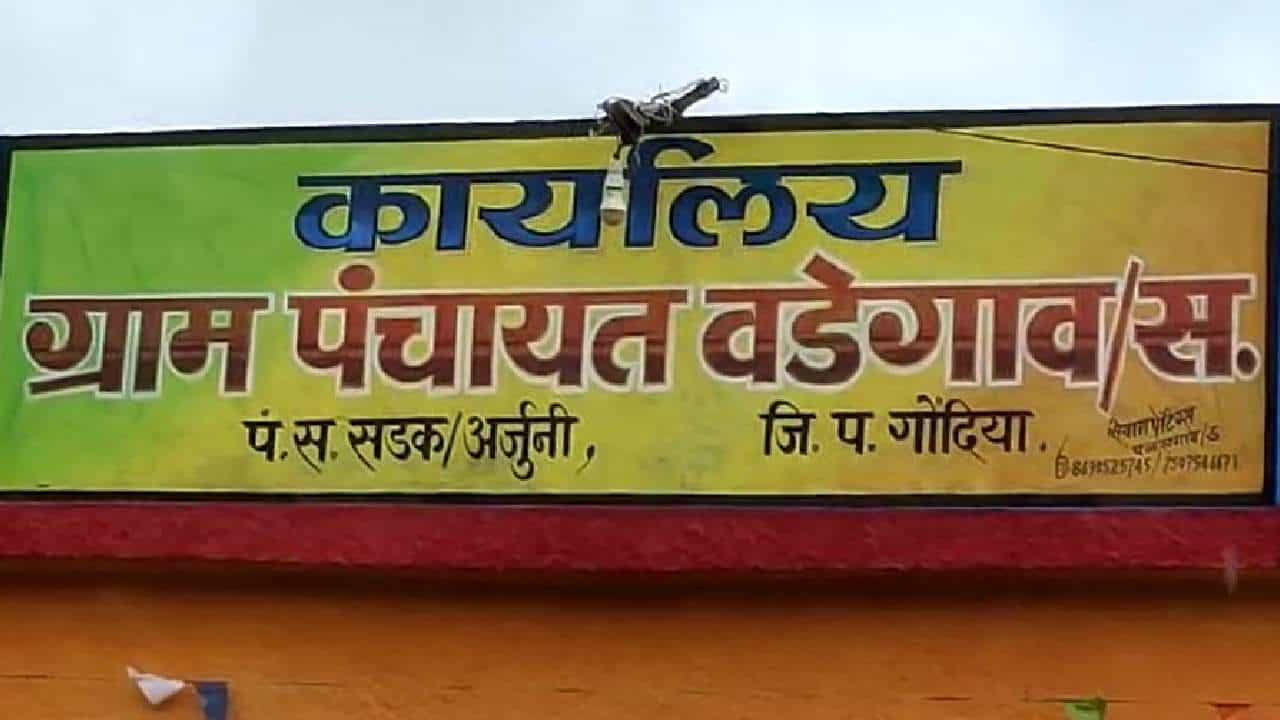 कार्यालय
ग्राम पंचायत वडेगाव/स.
पं.स. सडक/अर्जुनी, जि. प. गोंदिया.